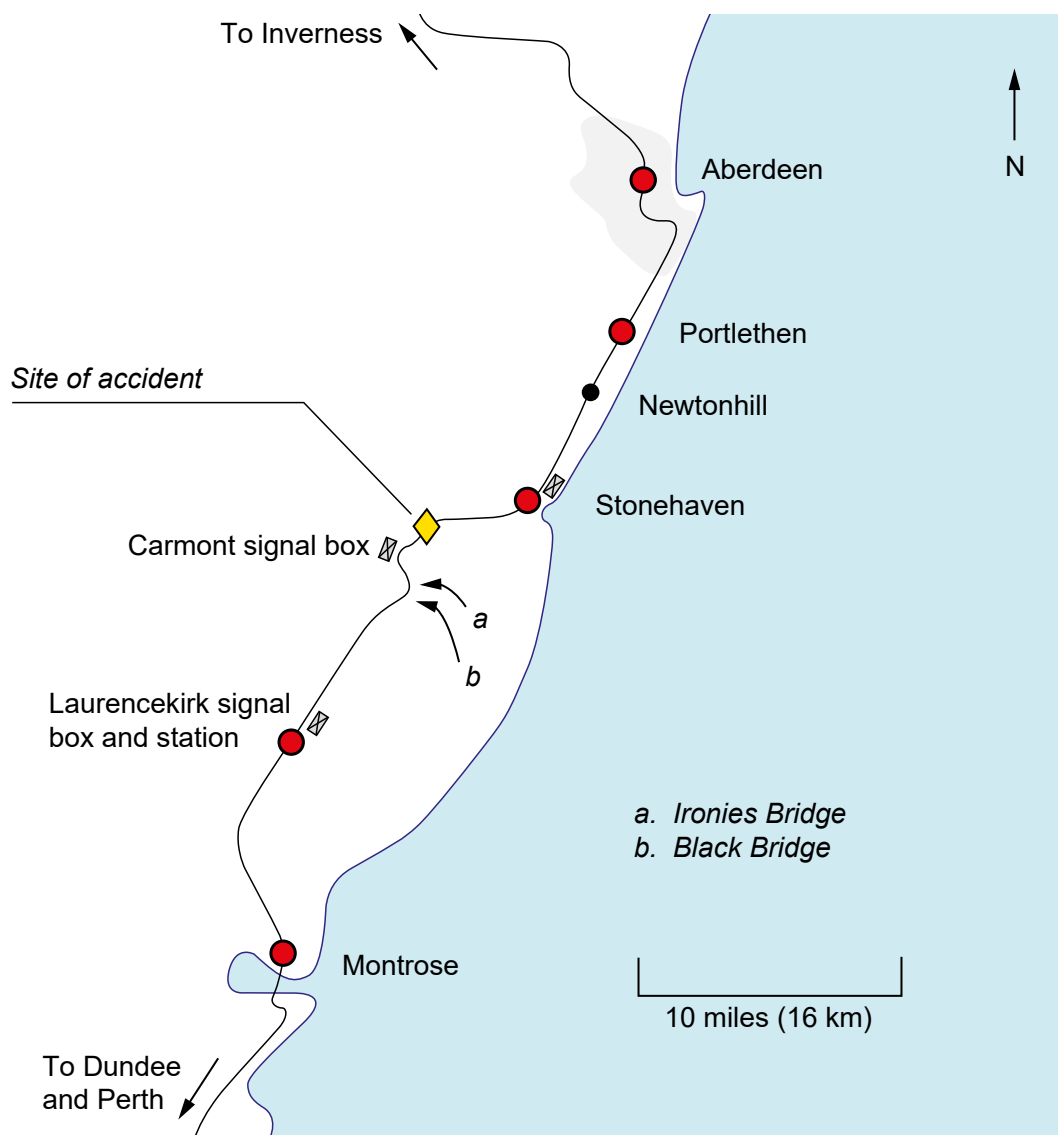 To Inverness
N
Aberdeen
Portlethen
Site of accident
Newtonhill
Stonehaven
Carmont signal box
a
b
Laurencekirk signal
box and station
a. Ironies Bridge
b. Black Bridge
Montrose
10 miles (16 km)
To Dundee
and Perth